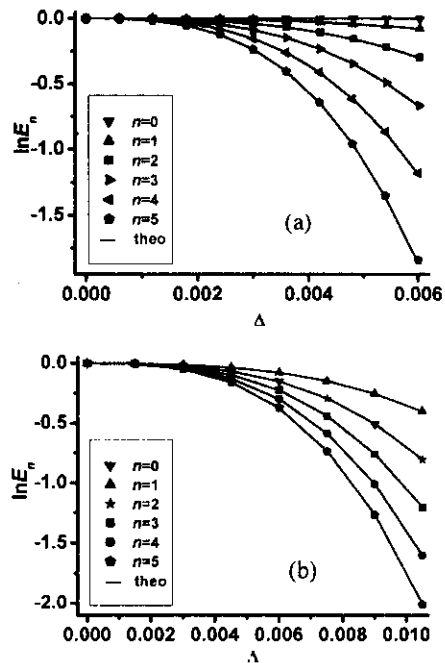 0.0
-0.5
-1.0
-1.5
lnEₙ
n=0
n=1
n=2
n=3
n=4
n=5
theo
(a)
0.000 0.002 0.004 0.006
Δ
0.0
-0.5
-1.0
-1.5
-2.0
lnEₙ
n=0
n=1
n=2
n=3
n=4
n=5
theo
(b)
0.000 0.002 0.004 0.006 0.008 0.010
Δ